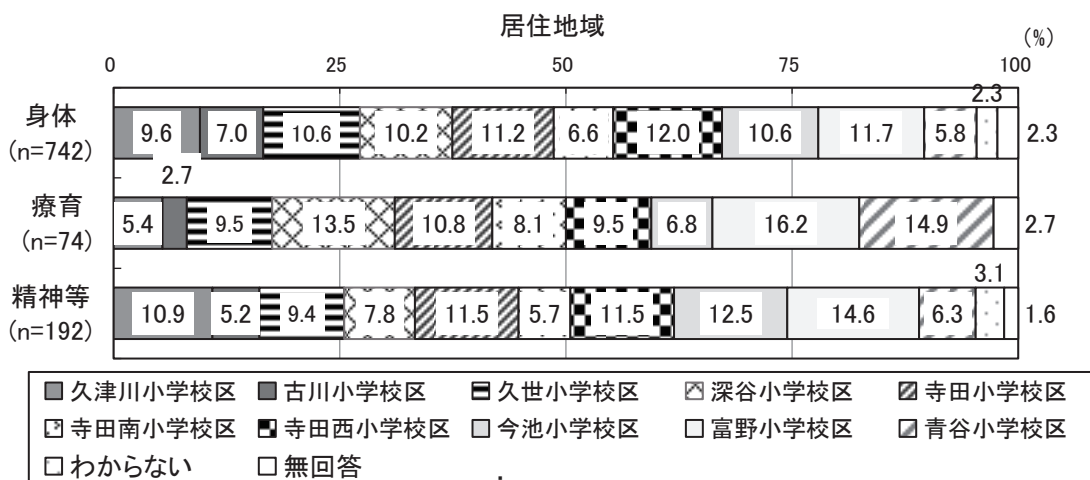 居住地域
(%)
0 25 50 75 100
2.3
身体
(n=742)
9.6 7.0 10.6 10.2 11.2 6.6 12.0 10.6 11.7 5.8 2.3
2.7
療育
(n=74)
5.4 9.5 13.5 10.8 8.1 9.5 6.8 16.2 14.9 2.7
3.1
精神等
(n=192)
10.9 5.2 9.4 7.8 11.5 5.7 11.5 12.5 14.6 6.3 1.6
久津川小学校区 古川小学校区 久世小学校区 深谷小学校区 寺田小学校区
寺田南小学校区 寺田西小学校区 今池小学校区 富野小学校区 青谷小学校区
わからない 無回答